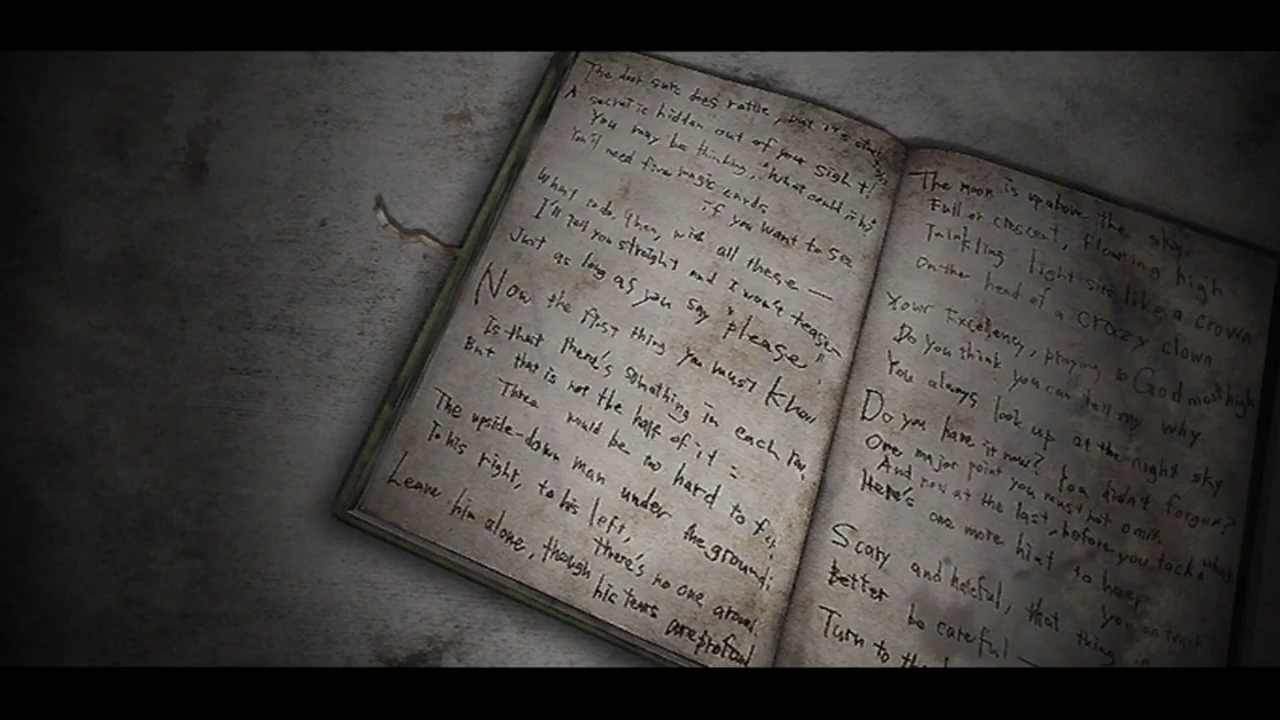 The door sure does rattle, but it's
A secret is hidden out of your sight!
You may be thinking, "What could it be?"
You'll need five magic cards
if you want to see
What to do, then, with all these —
I'll tell you straight and I won't tease —
Just as long as you say "please".
Now the first thing you must know
Is that there's something in each row,
But that is not the half of it:
Three would be too hard to fit.
The upside-down man under the ground:
To his right, to his left,
there's no one around.
Leave him alone, though
his tears are profound
The moon is up above the sky.
Full or crescent, floating high
Twinkling light sits like a crown
On the head of a crazy clown
Your Excellency, praying to God most high
Do you think you can tell my why
You always look up at the night sky
Do you have it now? You didn't forget?
One major point you must not omit
And now at the last, before you tack, which
Here's one more hint to keep
you on track
Scary and hateful, that thing is
Better be careful —
Turn to the